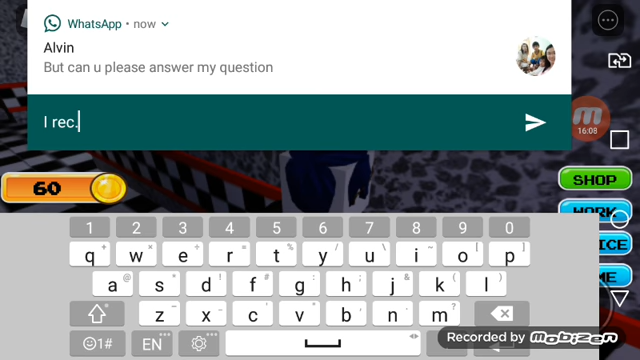 WhatsApp • now
Alvin
But can u please answer my question
I rec.
16:08
60
SHOP
WORK
ICE
ME
1 2 3 4 5 6 7 8 9 0
q w e r t y u i o p
a s d f g h j k l
z x c v b n m
1# EN
Recorded by Mobizen